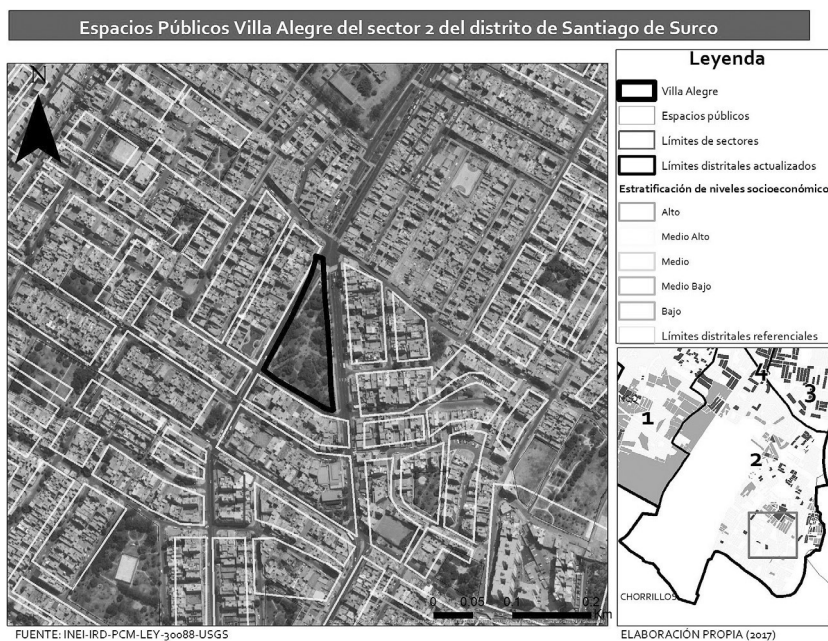 Espacios Públicos Villa Alegre del sector 2 del distrito de Santiago de Surco
N
Leyenda
Villa Alegre
Espacios públicos
Límites de sectores
Límites distritales actualizados
Estratificación de niveles socioeconómico
Alto
Medio Alto
Medio
Medio Bajo
Bajo
Límites distritales referenciales
4
3
1
2
CHORRILLOS
0 0.05 0.1 0.2
Km
FUENTE: INEI-IRD-PCM-LEY-30088-USGS
ELABORACIÓN PROPIA (2017)